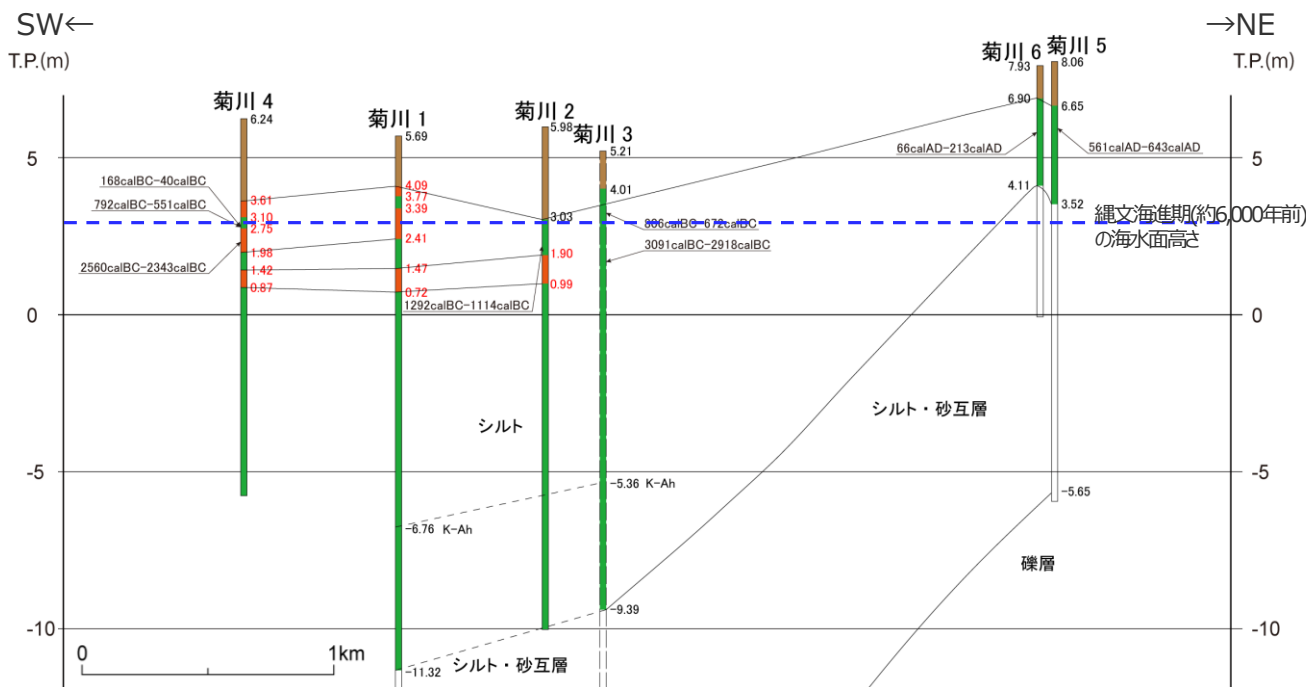 SW←
→NE
T.P.(m)
T.P.(m)
菊川 4
6.24
菊川 1
5.69
菊川 2
5.98
菊川 3
5.21
菊川 6
7.93
菊川 5
8.06
6.90
6.65
66calAD-213calAD
561calAD-643calAD
5
5
168calBC-40calBC
792calBC-551calBC
2560calBC-2343calBC
3.61
3.10
2.75
1.98
1.42
0.87
4.09
3.77
3.39
2.41
1.47
0.72
3.03
1.90
0.99
1292calBC-1114calBC
4.01
806calBC-672calBC
3091calBC-2918calBC
4.11
3.52
縄文海進期(約6,000年前)
の海水面高さ
0
0
シルト
シルト・砂互層
-5
-5
-5.36 K-Ah
-5.65
-6.76 K-Ah
礫層
-9.39
-10
-10
0
1km
-11.32
シルト・砂互層